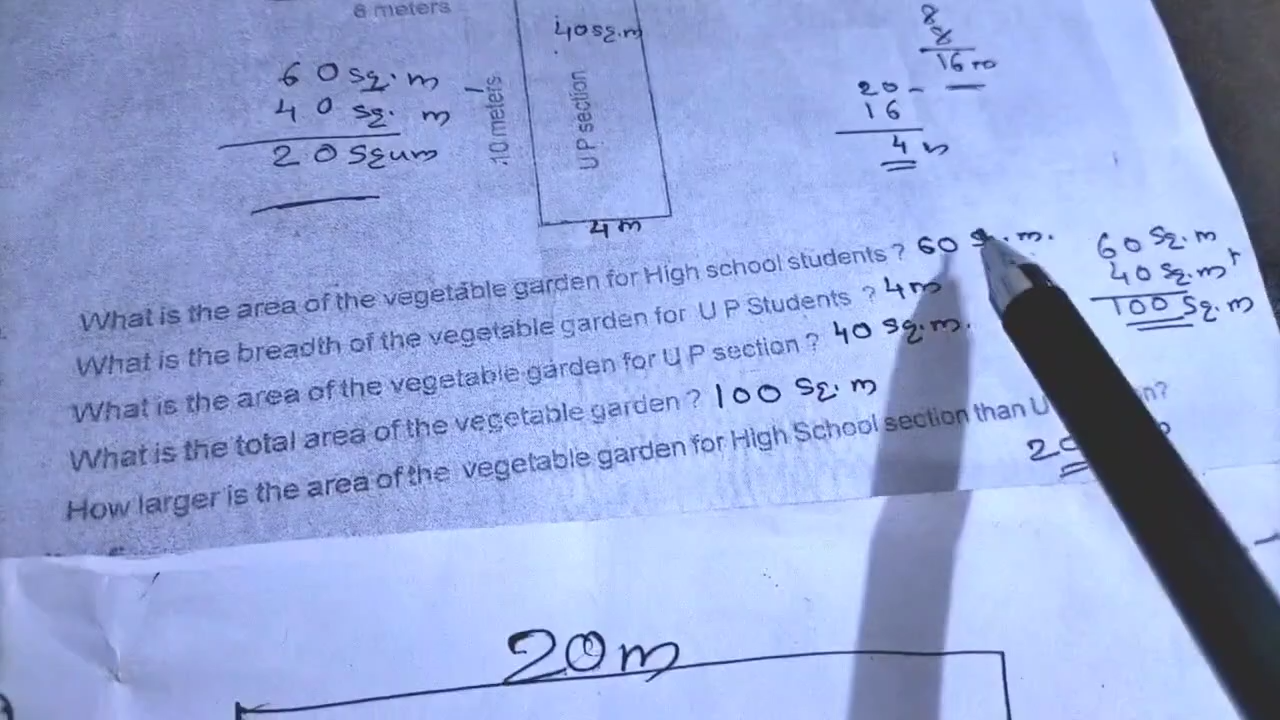 6 meters
40 sq.m
60 sq.m
40 sq. m
20 squm
10 meters
U P section
4 m
8
8
16 m
20 -
16
4 m
What is the area of the vegetable garden for High school students ? 60 m.
What is the breadth of the vegetable garden for U P Students ? 4m
What is the area of the vegetable garden for U P section ? 40 sq.m.
What is the total area of the vegetable garden ? 100 sq. m
How larger is the area of the vegetable garden for High School section than
60 sq.m
40 sq.m +
100 sq.m
20 m